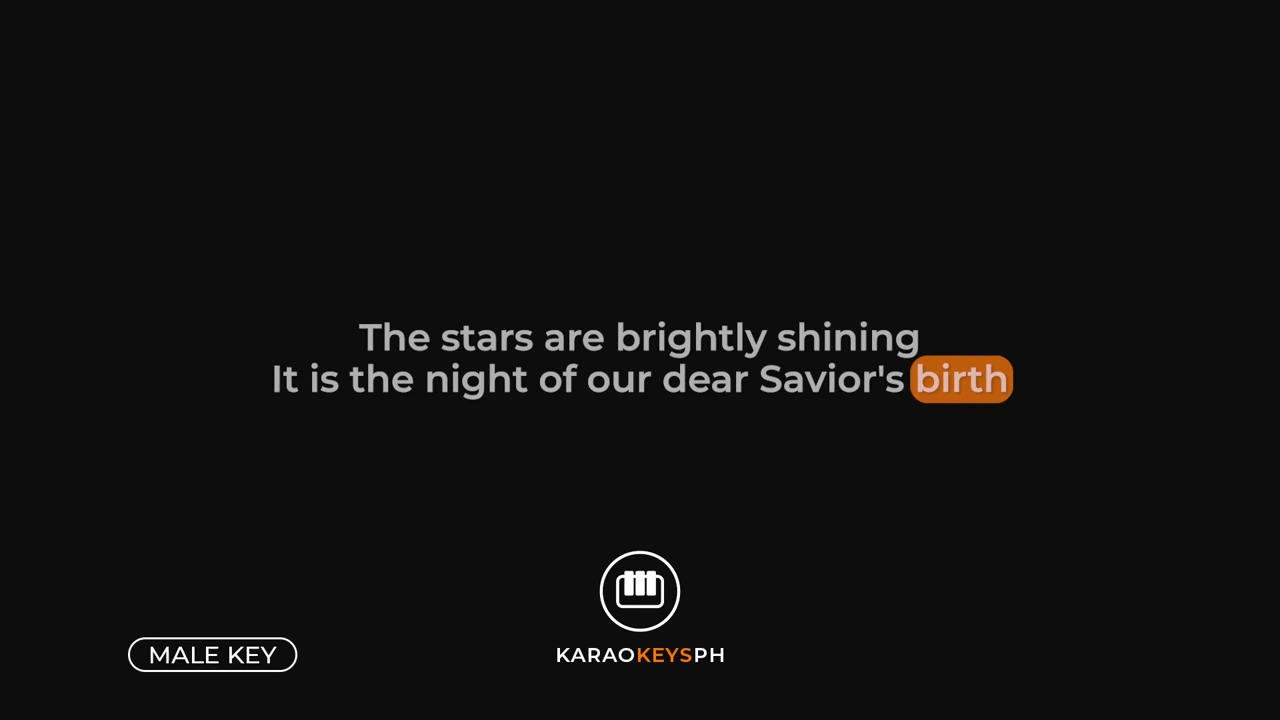 The stars are brightly shining
It is the night of our dear Savior's birth
MALE KEY
KARAOKEYSPH